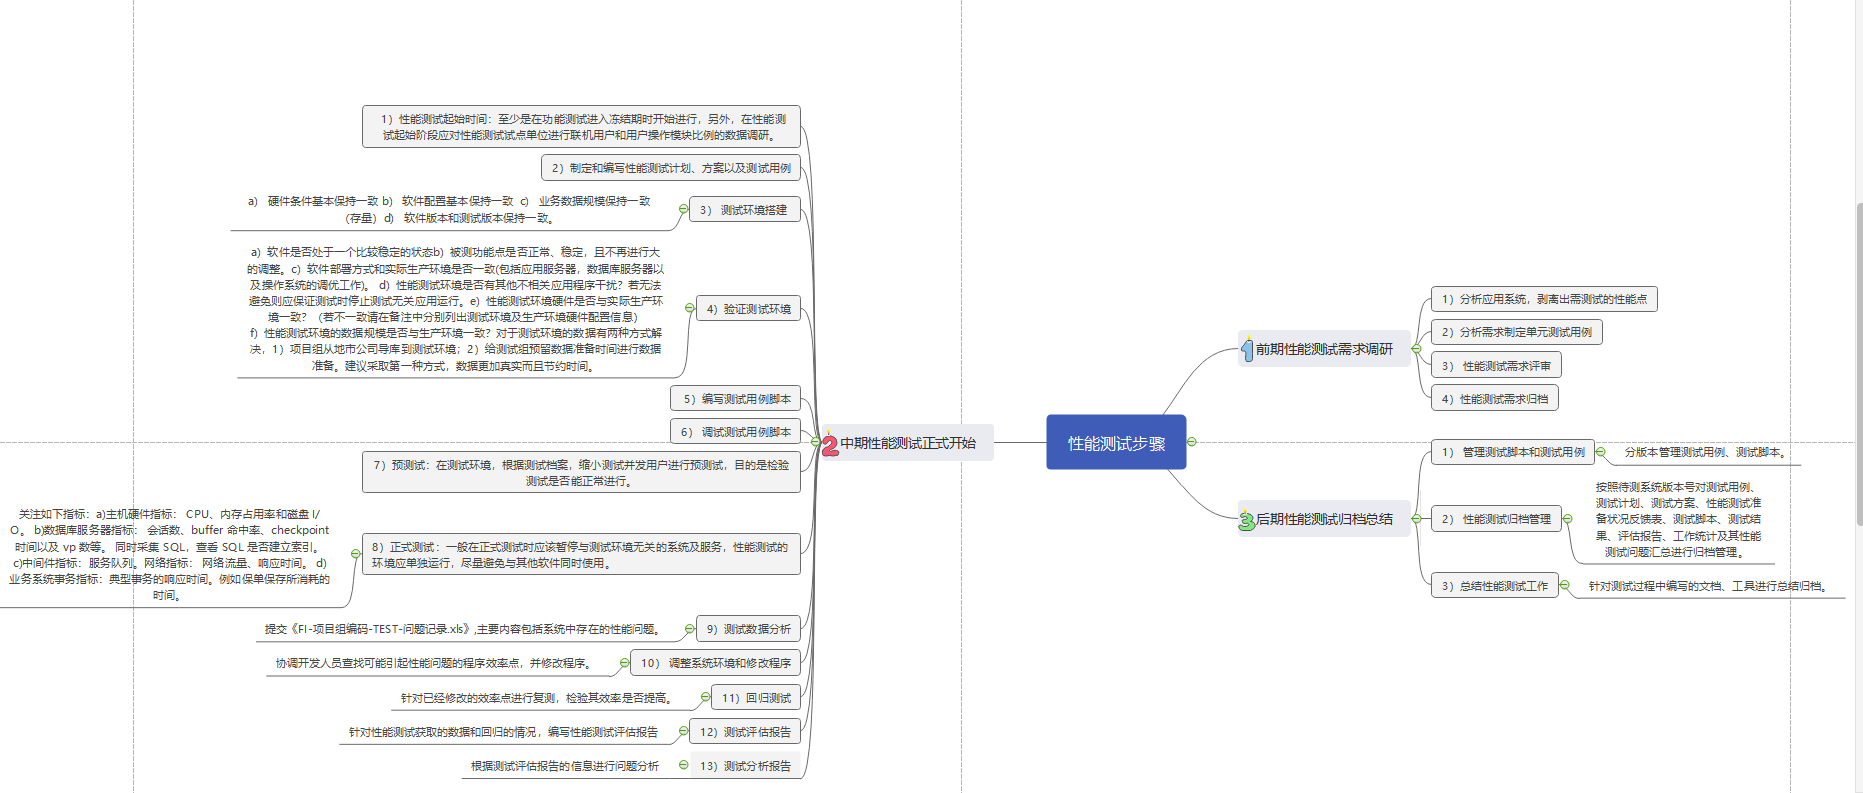 性能测试步骤
前期性能测试需求调研
1）分析应用系统，剥离出需测试的性能点
2）分析需求制定单元测试用例
3） 性能测试需求评审
4）性能测试需求归档
中期性能测试正式开始
1）性能测试起始时间：至少是在功能测试进入冻结期时开始进行，另外，在性能测
试起始阶段应对性能测试试点单位进行联机用户和用户操作模块比例的数据调研。
2）制定和编写性能测试计划、方案以及测试用例
3） 测试环境搭建
a） 硬件条件基本保持一致 b） 软件配置基本保持一致 c） 业务数据规模保持一致
（存量）d） 软件版本和测试版本保持一致。
4）验证测试环境
a）软件是否处于一个比较稳定的状态b）被测功能点是否正常、稳定，且不再进行大
的调整。c）软件部署方式和实际生产环境是否一致(包括应用服务器，数据库服务器以
及操作系统的调优工作)。 d）性能测试环境是否有其他不相关应用程序干扰？若无法
避免则应保证测试时停止测试无关应用运行。e）性能测试环境硬件是否与实际生产环
境一致？（若不一致请在备注中分别列出测试环境及生产环境硬件配置信息）
f）性能测试环境的数据规模是否与生产环境一致？对于测试环境的数据有两种方式解
决，1）项目组从地市公司导库到测试环境；2）给测试组预留数据准备时间进行数据
准备。建议采取第一种方式，数据更加真实而且节约时间。
5）编写测试用例脚本
6） 调试测试用例脚本
7）预测试：在测试环境，根据测试档案，缩小测试并发用户进行预测试，目的是检验
测试是否能正常进行。
8）正式测试：一般在正式测试时应该暂停与测试环境无关的系统及服务，性能测试的
环境应单独运行，尽量避免与其他软件同时使用。
关注如下指标：a)主机硬件指标： CPU、内存占用率和磁盘 I/
O。 b)数据库服务器指标： 会话数、buffer 命中率、checkpoint
时间以及 vp 数等。 同时采集 SQL，查看 SQL 是否建立索引。
c)中间件指标：服务队列。网络指标： 网络流量、响应时间。 d)
业务系统事务指标：典型事务的响应时间。例如保单保存所消耗的
时间。
9）测试数据分析
提交《FI-项目组编码-TEST-问题记录.xls》,主要内容包括系统中存在的性能问题。
10） 调整系统环境和修改程序
协调开发人员查找可能引起性能问题的程序效率点，并修改程序。
11）回归测试
针对已经修改的效率点进行复测，检验其效率是否提高。
12）测试评估报告
针对性能测试获取的数据和回归的情况，编写性能测试评估报告
13）测试分析报告
根据测试评估报告的信息进行问题分析
后期性能测试归档总结
1） 管理测试脚本和测试用例
分版本管理测试用例、测试脚本。
2） 性能测试归档管理
按照待测系统版本号对测试用例、
测试计划、测试方案、性能测试准
备状况反馈表、测试脚本、测试结
果、评估报告、工作统计及其性能
测试问题汇总进行归档管理。
3）总结性能测试工作
针对测试过程中编写的文档、工具进行总结归档。